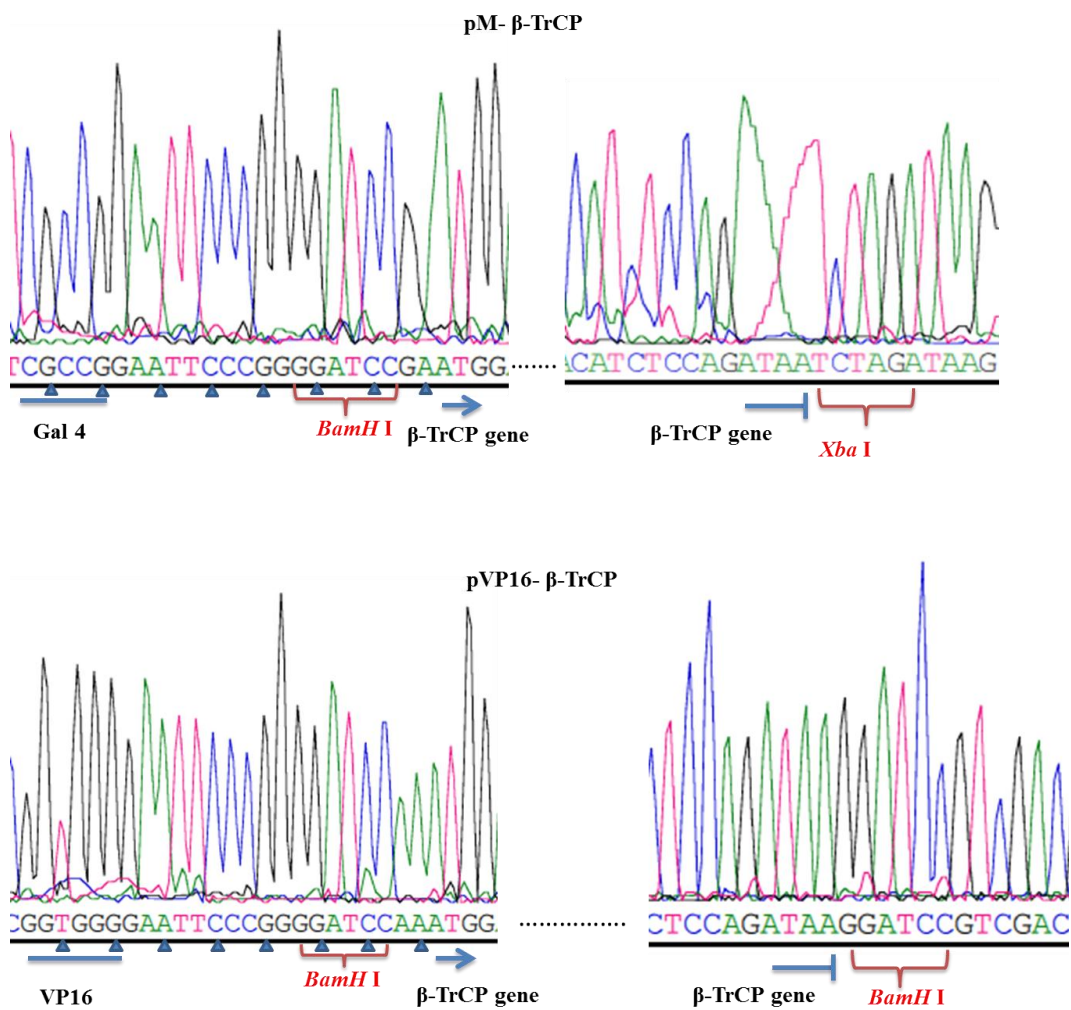 pM- β-TrCP
TCGCCGGAATTCCCGGGGATCCGAATGG ........ ACATCTCCAGATAATCTAGATAAG
Gal 4 BamH I β-TrCP gene β-TrCP gene Xba I
pVP16- β-TrCP
CGGTGGGGAATTCCCGGGGATCCAAATGG ................ CTCCAGATAAGGATCCGTCGAC
VP16 BamH I β-TrCP gene β-TrCP gene BamH I